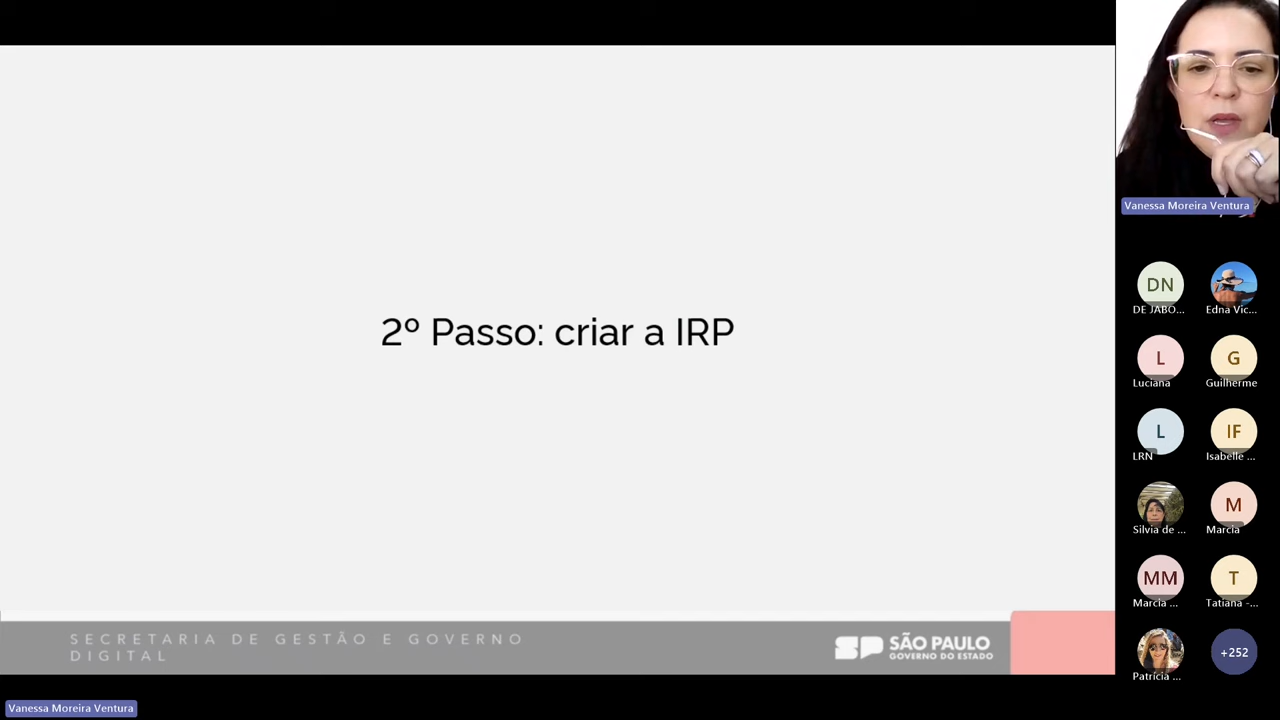 2º Passo: criar a IRP
SECRETARIA DE GESTÃO E GOVERNO
DIGITAL
SP SÃO PAULO
GOVERNO DO ESTADO
Vanessa Moreira Ventura
DN
DE JABO...
Edna Vic...
L
Luciana
G
Guilherme
L
LRN
IF
Isabelle ...
Silvia de ...
M
Marcia
MM
Marcia ...
T
Tatiana -...
Patrícia ...
+252
Vanessa Moreira Ventura